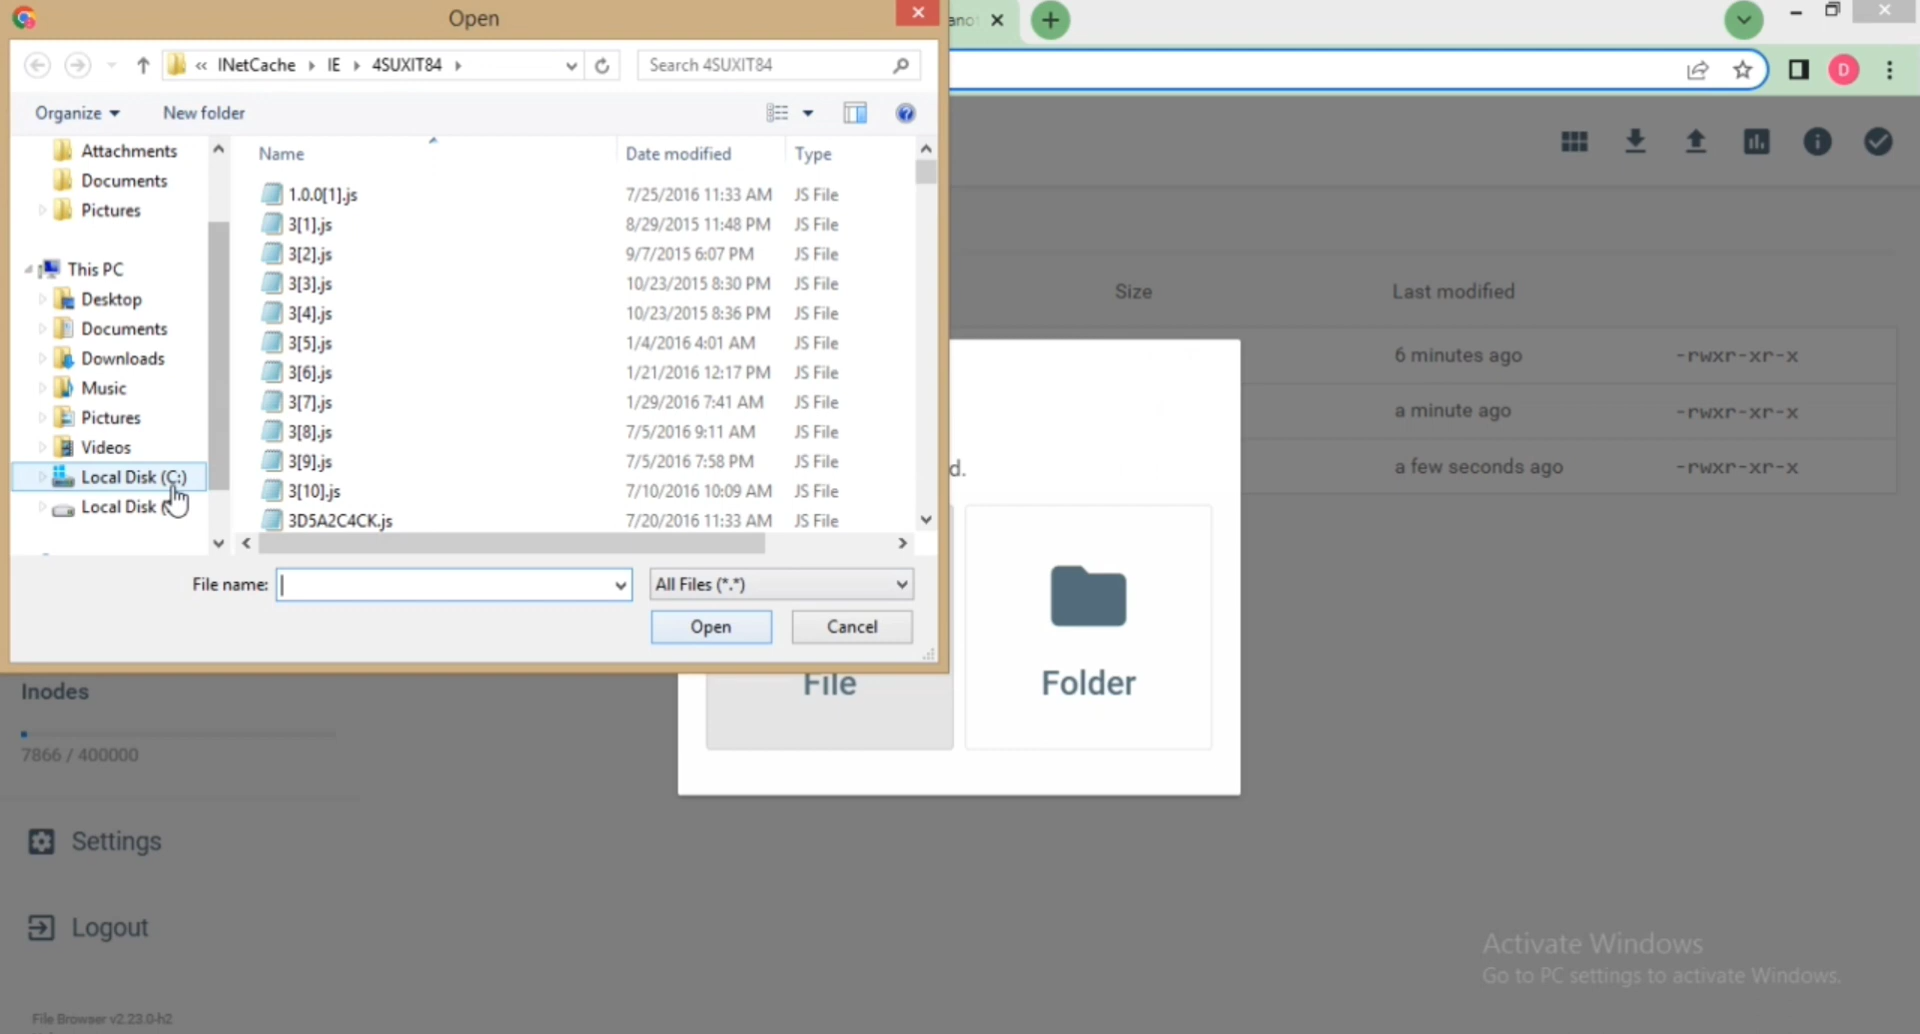 Open
ano
« INetCache IE 4SUXIT84
Search 4SUXIT84
D
Organize New folder
Attachments
Documents
Pictures
This PC
Desktop
Documents
Downloads
Music
Pictures
Videos
Local Disk (C:)
Local Disk
Name Date modified Type
1.0.0[1].js 7/25/2016 11:33 AM JS File
3[1].js 8/29/2015 11:48 PM JS File
3[2].js 9/7/2015 6:07 PM JS File
3[3].js 10/23/2015 8:30 PM JS File
3[4].js 10/23/2015 8:36 PM JS File
3[5].js 1/4/2016 4:01 AM JS File
3[6].js 1/21/2016 12:17 PM JS File
3[7].js 1/29/2016 7:41 AM JS File
3[8].js 7/5/2016 9:11 AM JS File
3[9].js 7/5/2016 7:58 PM JS File
3[10].js 7/10/2016 10:09 AM JS File
3D5A2C4CK.js 7/20/2016 11:33 AM JS File
File name: All Files (*.*)
Open Cancel
Size Last modified
6 minutes ago -rwxr-xr-x
a minute ago -rwxr-xr-x
a few seconds ago -rwxr-xr-x
d.
File Folder
Inodes
7866 / 400000
Settings
Logout
File Browser v2.23.0-h2
Activate Windows
Go to PC settings to activate Windows.